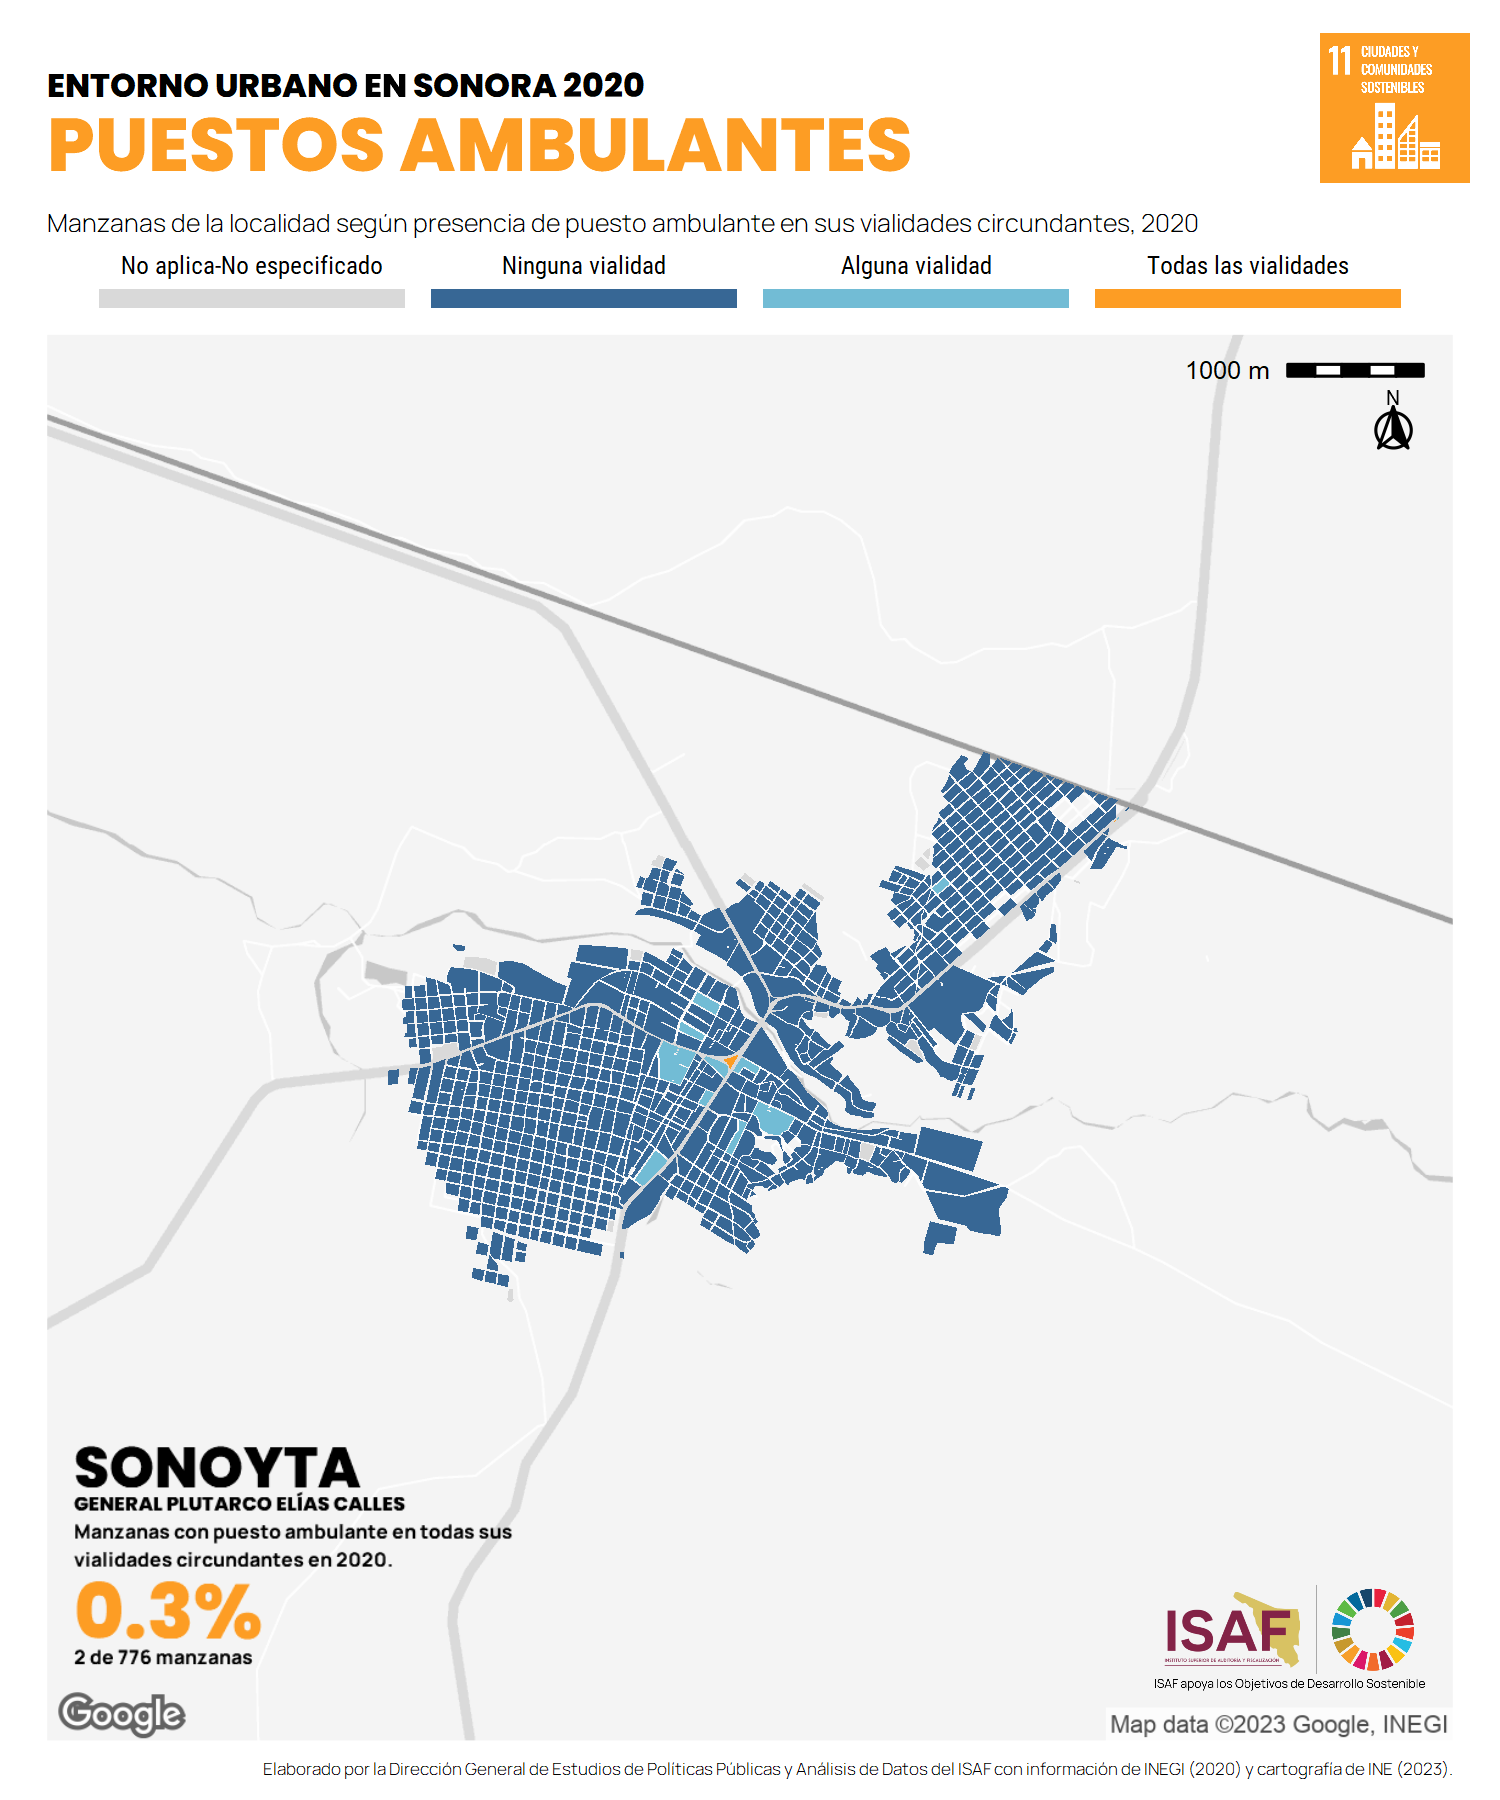 ENTORNO URBANO EN SONORA 2020
PUESTOS AMBULANTES
11 CIUDADES Y
COMUNIDADES
SOSTENIBLES
Manzanas de la localidad según presencia de puesto ambulante en sus vialidades circundantes, 2020
No aplica-No especificado
Ninguna vialidad
Alguna vialidad
Todas las vialidades
1000 m
N
SONOYTA
GENERAL PLUTARCO ELÍAS CALLES
Manzanas con puesto ambulante en todas sus
vialidades circundantes en 2020.
0.3%
2 de 776 manzanas
ISAF
INSTITUTO SUPERIOR DE AUDITORÍA Y FISCALIZACIÓN
ISAF apoya los Objetivos de Desarrollo Sostenible
Google
Map data ©2023 Google, INEGI
Elaborado por la Dirección General de Estudios de Políticas Públicas y Análisis de Datos del ISAF con información de INEGI (2020) y cartografía de INE (2023).